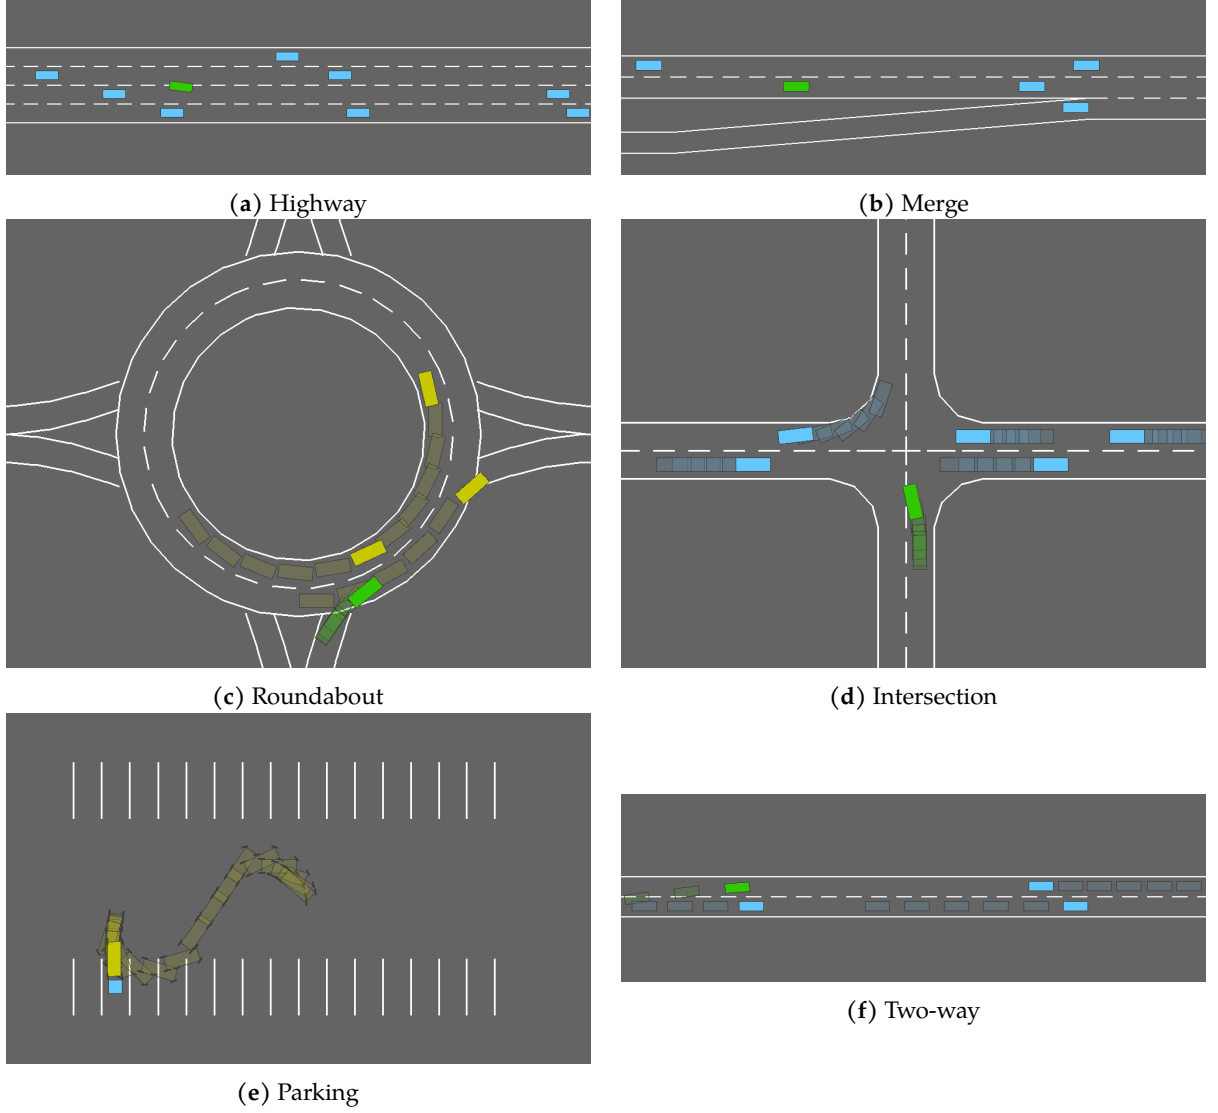 (a) Highway
(b) Merge
(c) Roundabout
(d) Intersection
(e) Parking
(f) Two-way